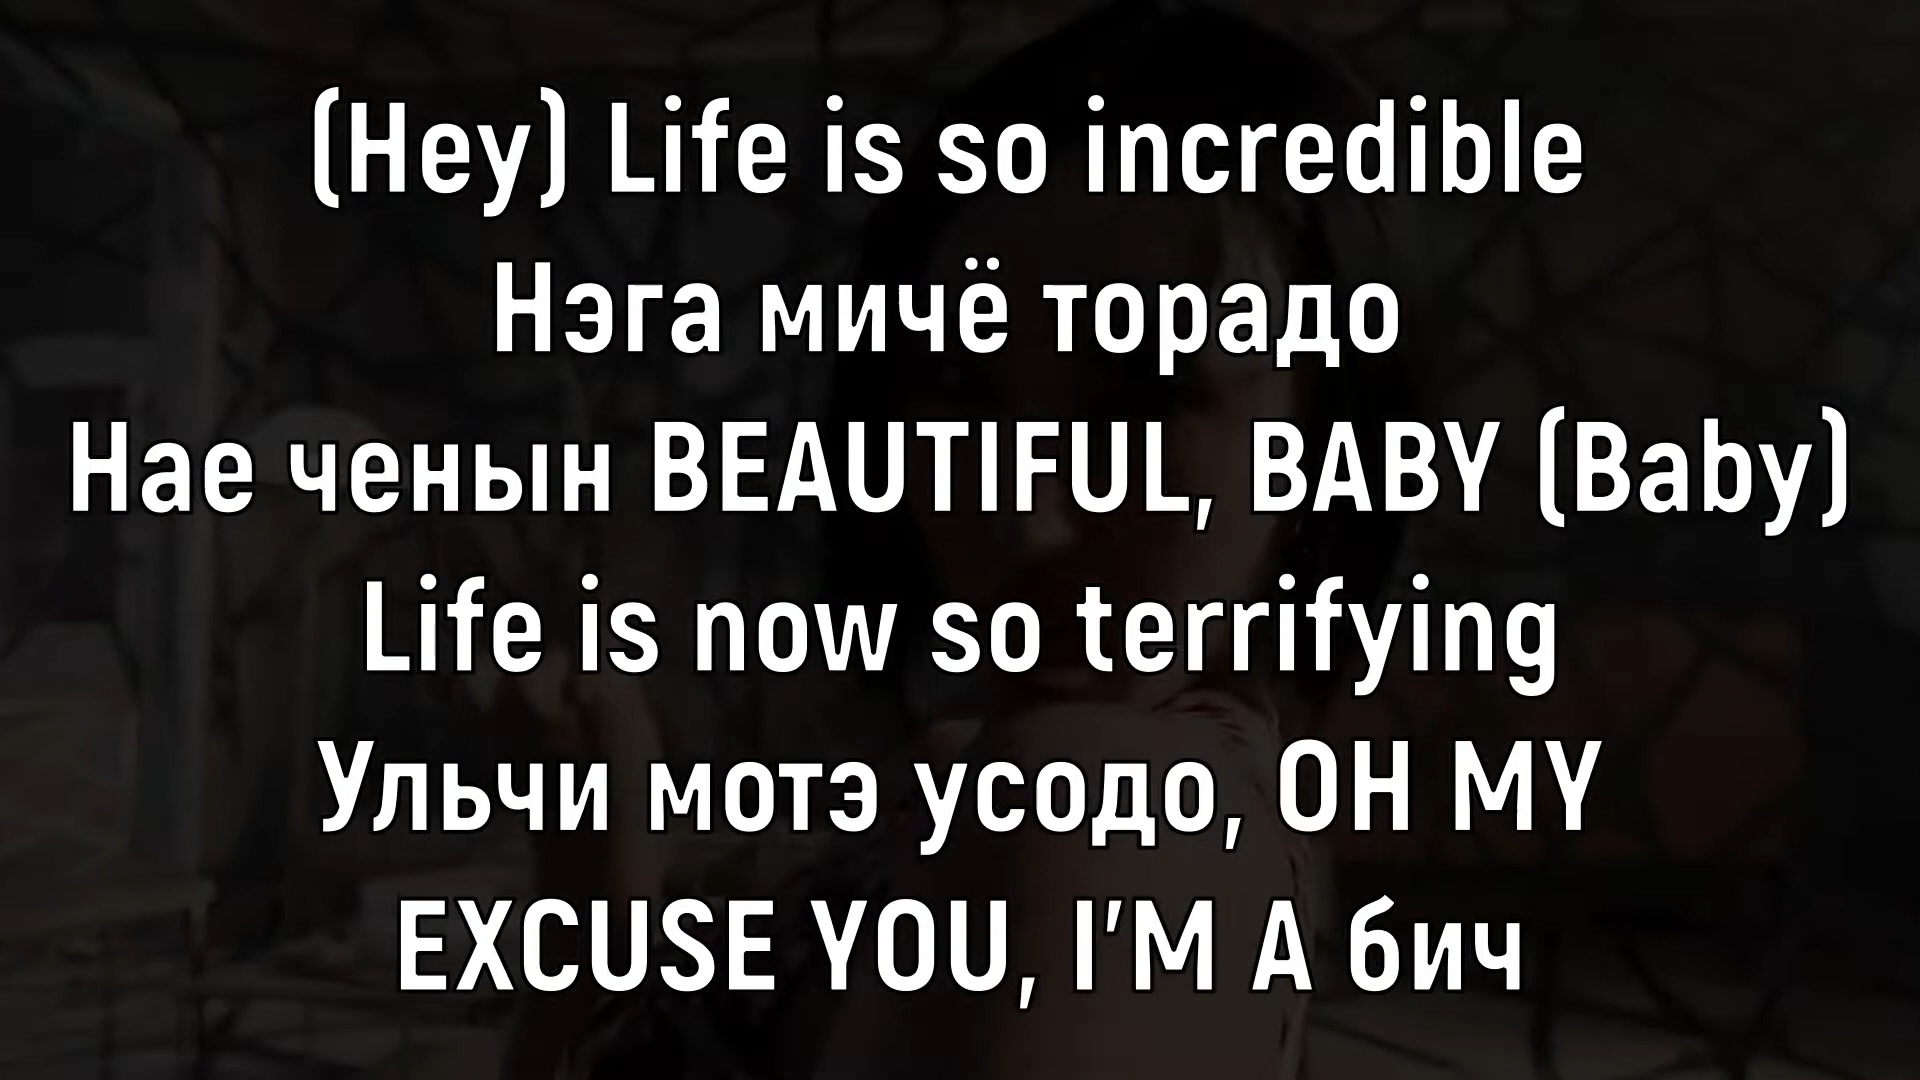 (Hey) Life is so incredible
Нэга мичё торадо
Нае ченын BEAUTIFUL, BABY (Baby)
Life is now so terrifying
Ульчи мотэ усодо, OH MY
EXCUSE YOU, I'M A бич